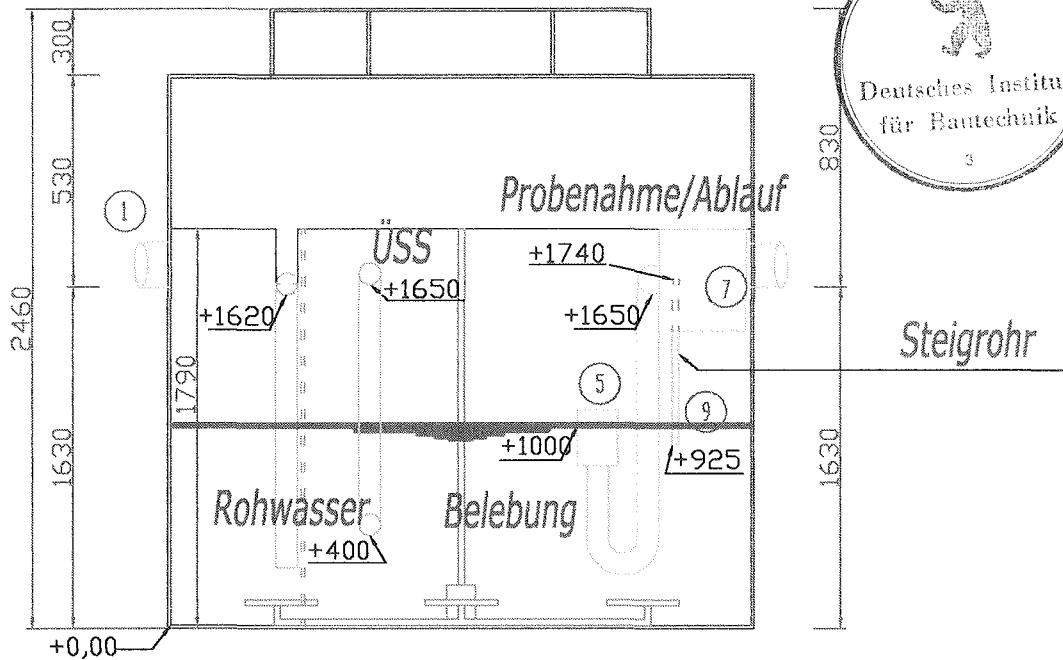 300
530
2460
1630
1790
1
Deutsches Institu
für Bautechnik
3
830
Probenahme/Ablauf
ÜSS
+1740
+1650
+1620
+1650
7
Steigrohr
5
9
+1000
+925
1630
Rohwasser
Belebung
+400
+0,00